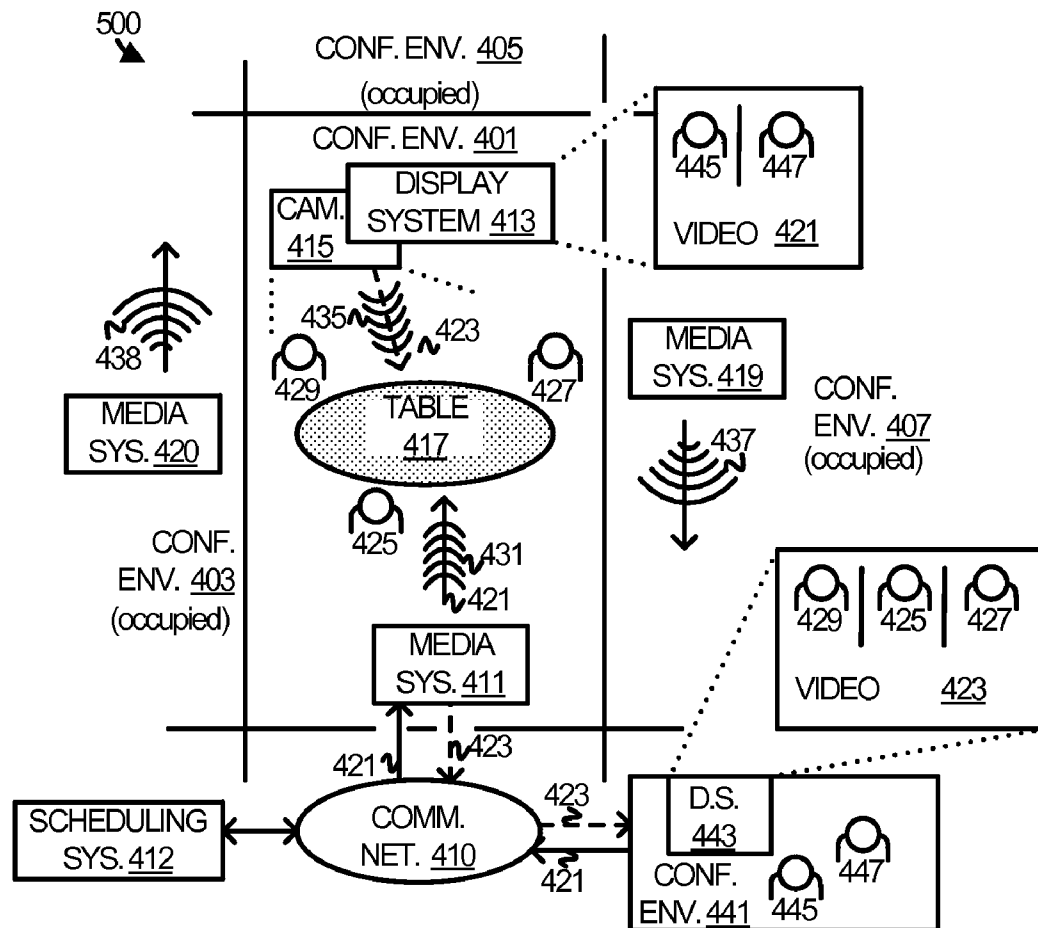 500
CONF. ENV. 405
(occupied)
CONF. ENV. 401
DISPLAY
SYSTEM 413
CAM.
415
445
447
VIDEO 421
438
435
423
429
427
MEDIA
SYS. 419
MEDIA
SYS. 420
TABLE
417
437
CONF.
ENV. 407
(occupied)
425
431
421
CONF.
ENV. 403
(occupied)
MEDIA
SYS. 411
429
425
427
VIDEO 423
421
423
SCHEDULING
SYS. 412
COMM.
NET. 410
423
421
D.S.
443
447
445
CONF.
ENV. 441